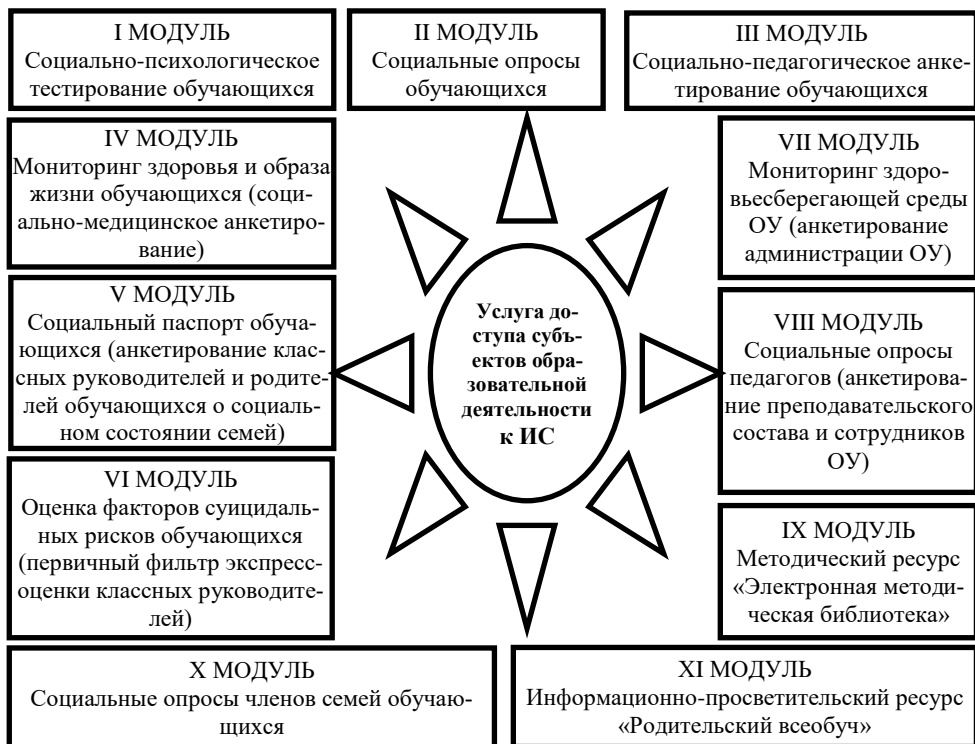 I МОДУЛЬ
Социально-психологическое
тестирование обучающихся
II МОДУЛЬ
Социальные опросы
обучающихся
III МОДУЛЬ
Социально-педагогическое анке-
тирование обучающихся
IV МОДУЛЬ
Мониторинг здоровья и образа
жизни обучающихся (соци-
ально-медицинское анкетиро-
вание)
V МОДУЛЬ
Социальный паспорт обуча-
ющихся (анкетирование клас-
сных руководителей и родите-
лей обучающихся о социаль-
ном состоянии семей)
VI МОДУЛЬ
Оценка факторов суицидаль-
ных рисков обучающихся
(первичный фильтр экспресс-
оценки классных руководите-
лей)
Услуга до-
ступа субъ-
ектов обра-
зовательной
деятельности
к ИС
VII МОДУЛЬ
Мониторинг здоро-
вьесберегающей среды
ОУ (анкетирование
администрации ОУ)
VIII МОДУЛЬ
Социальные опросы
педагогов (анкетирова-
ние преподавательского
состава и сотрудников
ОУ)
IX МОДУЛЬ
Методический ресурс
«Электронная методи-
ческая библиотека»
X МОДУЛЬ
Социальные опросы членов семей обучаю-
щихся
XI МОДУЛЬ
Информационно-просветительский ресурс
«Родительский всеобуч»